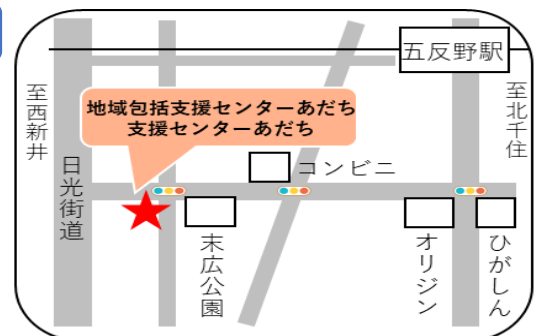 五反野駅
至西新井
至北千住
地域包括支援センターあだち
支援センターあだち
日光街道
コンビニ
末広公園
オリジン
ひがしん